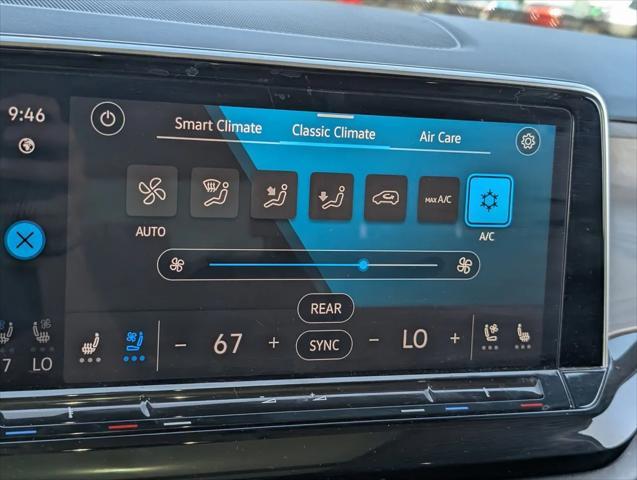 9:46
Smart Climate Classic Climate Air Care
MAX A/C
AUTO A/C
REAR
7 LO - 67 + SYNC - LO +